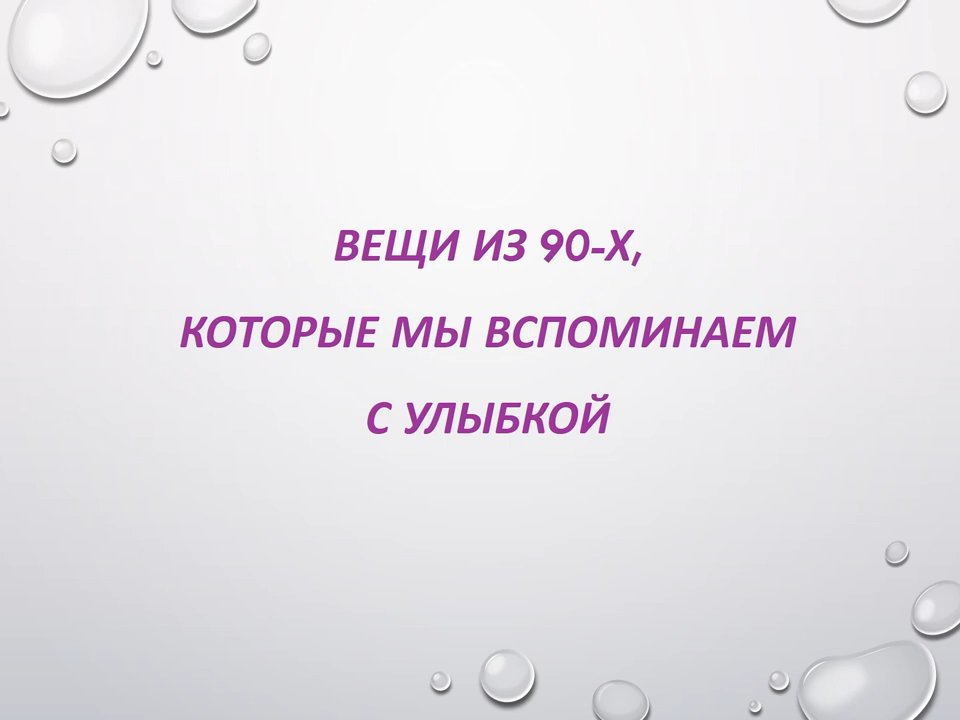 ВЕЩИ ИЗ 90-Х,
КОТОРЫЕ МЫ ВСПОМИНАЕМ
С УЛЫБКОЙ